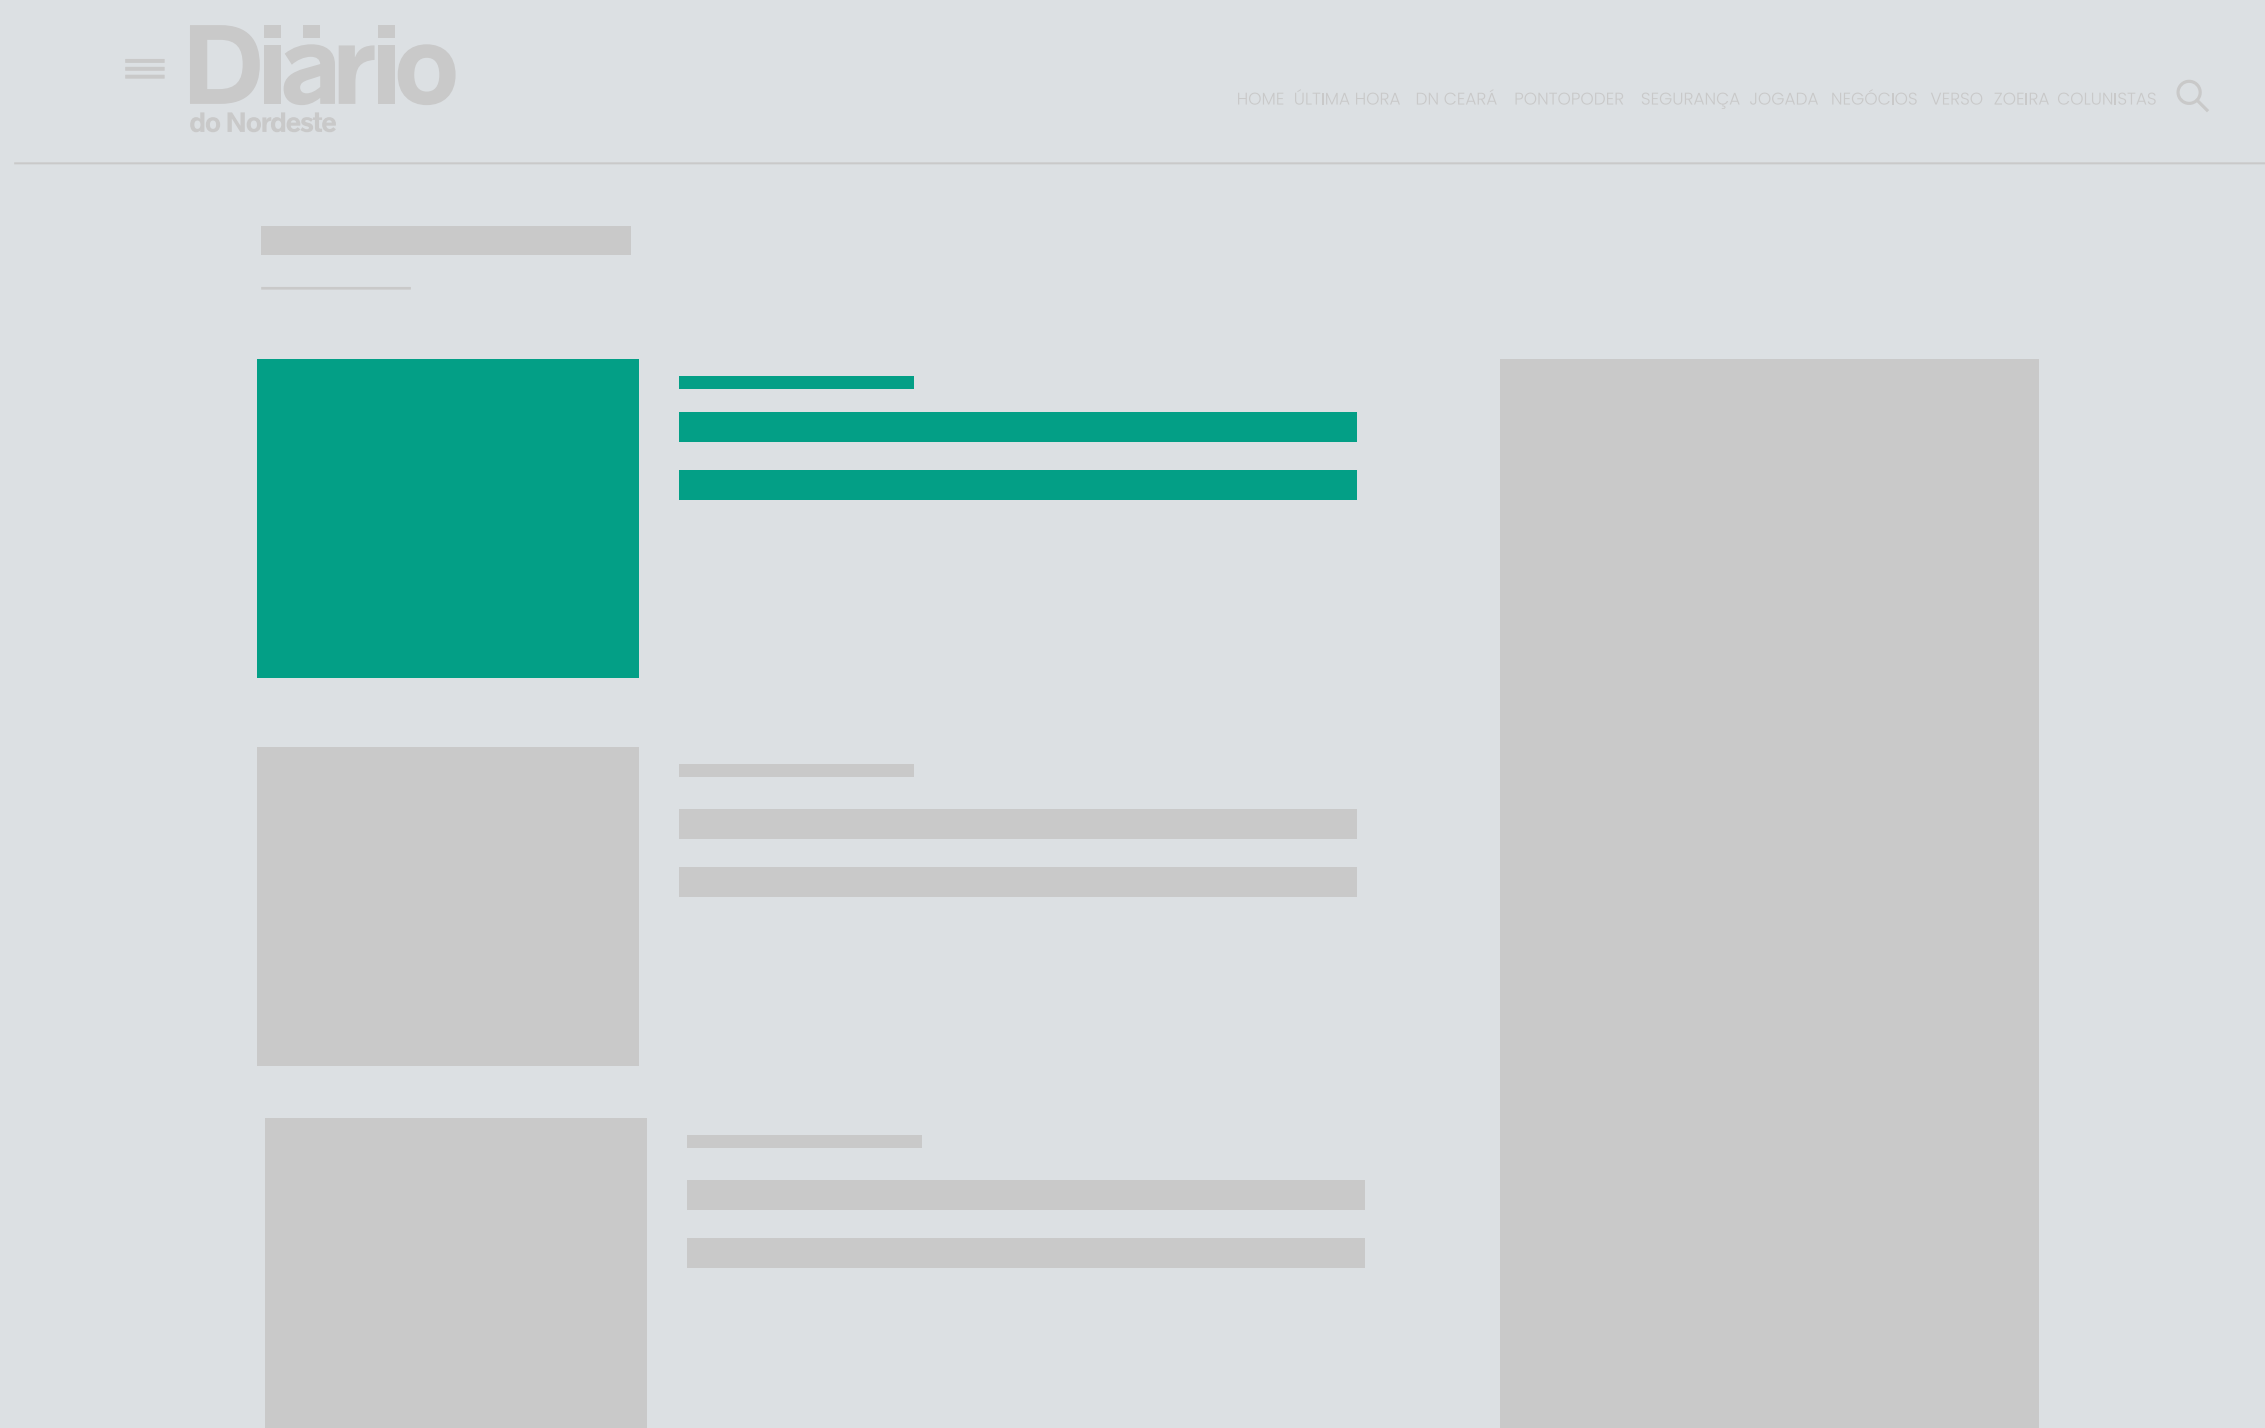 Diário
do Nordeste
HOME ÚLTIMA HORA DN CEARÁ PONTOPODER SEGURANÇA JOGADA NEGÓCIOS VERSO ZOEIRA COLUNISTAS